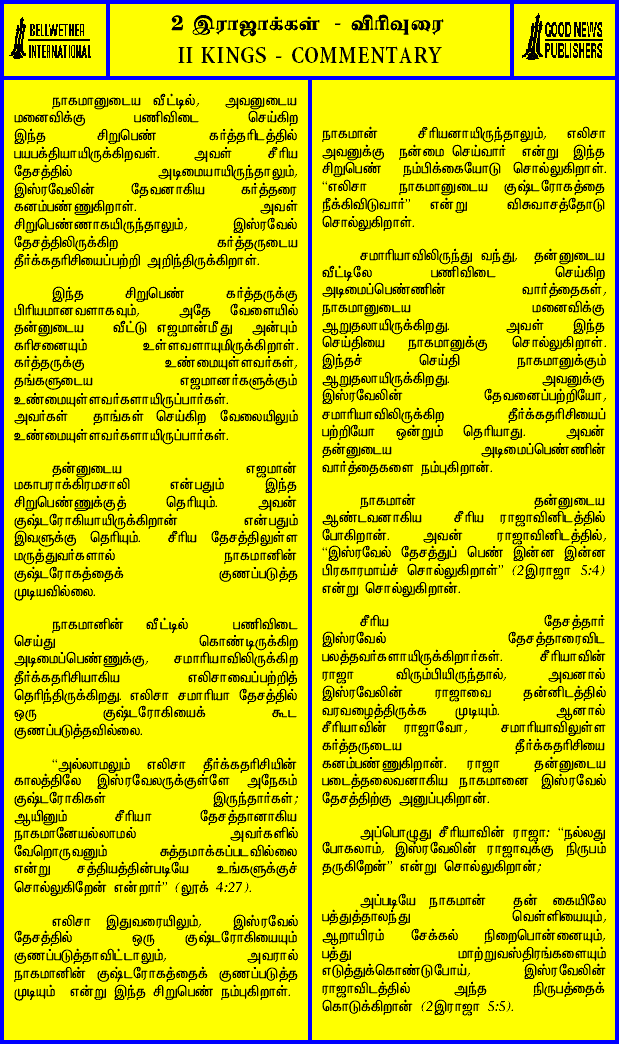 BELLWETHER
INTERNATIONAL
2 இராஜாக்கள் - விரிவுரை
II KINGS - COMMENTARY
GOOD NEWS
PUBLISHERS
நாகமானுடைய வீட்டில், அவனுடைய
மனைவிக்கு பணிவிடை செய்கிற
இந்த சிறுபெண் கர்த்தரிடத்தில்
பயபக்தியாயிருக்கிறவள். அவள் சீரிய
தேசத்தில் அடிமையாயிருந்தாலும்,
இஸ்ரவேலின் தேவனாகிய கர்த்தரை
கனம்பண்ணுகிறாள். அவள்
சிறுபெண்ணாகயிருந்தாலும், இஸ்ரவேல்
தேசத்திலிருக்கிற கர்த்தருடைய
தீர்க்கதரிசியைப்பற்றி அறிந்திருக்கிறாள்.
இந்த சிறுபெண் கர்த்தருக்கு
பிரியமானவளாகவும், அதே வேளையில்
தன்னுடைய வீட்டு எஜமான்மீது அன்பும்
கரிசனையும் உள்ளவளாயுமிருக்கிறாள்.
கர்த்தருக்கு உண்மையுள்ளவர்கள்,
தங்களுடைய எஜமானர்களுக்கும்
உண்மையுள்ளவர்களாயிருப்பார்கள்.
அவர்கள் தாங்கள் செய்கிற வேலையிலும்
உண்மையுள்ளவர்களாயிருப்பார்கள்.
தன்னுடைய எஜமான்
மகாபராக்கிரமசாலி என்பதும் இந்த
சிறுபெண்ணுக்குத் தெரியும். அவன்
குஷ்டரோகியாயிருக்கிறான் என்பதும்
இவளுக்கு தெரியும். சீரிய தேசத்திலுள்ள
மருத்துவர்களால் நாகமானின்
குஷ்டரோகத்தைக் குணப்படுத்த
முடியவில்லை.
நாகமானின் வீட்டில் பணிவிடை
செய்து கொண்டிருக்கிற
அடிமைப்பெண்ணுக்கு, சமாரியாவிலிருக்கிற
தீர்க்கதரிசியாகிய எலிசாவைப்பற்றித்
தெரிந்திருக்கிறது. எலிசா சமாரியா தேசத்தில்
ஒரு குஷ்டரோகியைக் கூட
குணப்படுத்தவில்லை.
“அல்லாமலும் எலிசா தீர்க்கதரிசியின்
காலத்திலே இஸ்ரவேலருக்குள்ளே அநேகம்
குஷ்டரோகிகள் இருந்தார்கள்;
ஆயினும் சீரியா தேசத்தானாகிய
நாகமானேயல்லாமல் அவர்களில்
வேறொருவனும் சுத்தமாக்கப்படவில்லை
என்று சத்தியத்தின்படியே உங்களுக்குச்
சொல்லுகிறேன் என்றார்” (லூக் 4:27).
எலிசா இதுவரையிலும், இஸ்ரவேல்
தேசத்தில் ஒரு குஷ்டரோகியையும்
குணப்படுத்தாவிட்டாலும், அவரால்
நாகமானின் குஷ்டரோகத்தைக் குணப்படுத்த
முடியும் என்று இந்த சிறுபெண் நம்புகிறாள்.
நாகமான் சீரியனாயிருந்தாலும், எலிசா
அவனுக்கு நன்மை செய்வார் என்று இந்த
சிறுபெண் நம்பிக்கையோடு சொல்லுகிறாள்.
“எலிசா நாகமானுடைய குஷ்டரோகத்தை
நீக்கிவிடுவார்” என்று விசுவாசத்தோடு
சொல்லுகிறாள்.
சமாரியாவிலிருந்து வந்து, தன்னுடைய
வீட்டிலே பணிவிடை செய்கிற
அடிமைப்பெண்ணின் வார்த்தைகள்,
நாகமானுடைய மனைவிக்கு
ஆறுதலாயிருக்கிறது. அவள் இந்த
செய்தியை நாகமானுக்கு சொல்லுகிறாள்.
இந்தச் செய்தி நாகமானுக்கும்
ஆறுதலாயிருக்கிறது. அவனுக்கு
இஸ்ரவேலின் தேவனைப்பற்றியோ,
சமாரியாவிலிருக்கிற தீர்க்கதரிசியைப்
பற்றியோ ஒன்றும் தெரியாது. அவன்
தன்னுடைய அடிமைப்பெண்ணின்
வார்த்தைகளை நம்புகிறான்.
நாகமான் தன்னுடைய
ஆண்டவனாகிய சீரிய ராஜாவினிடத்தில்
போகிறான். அவன் ராஜாவினிடத்தில்,
“இஸ்ரவேல் தேசத்துப் பெண் இன்ன இன்ன
பிரகாரமாய்ச் சொல்லுகிறாள்” (2இராஜா 5:4)
என்று சொல்லுகிறான்.
சீரிய தேசத்தார்
இஸ்ரவேல் தேசத்தாரைவிட
பலத்தவர்களாயிருக்கிறார்கள். சீரியாவின்
ராஜா விரும்பியிருந்தால், அவனால்
இஸ்ரவேலின் ராஜாவை தன்னிடத்தில்
வரவழைத்திருக்க முடியும். ஆனால்
சீரியாவின் ராஜாவோ, சமாரியாவிலுள்ள
கர்த்தருடைய தீர்க்கதரிசியை
கனம்பண்ணுகிறான். ராஜா தன்னுடைய
படைத்தலைவனாகிய நாகமானை இஸ்ரவேல்
தேசத்திற்கு அனுப்புகிறான்.
அப்பொழுது சீரியாவின் ராஜா: “நல்லது
போகலாம், இஸ்ரவேலின் ராஜாவுக்கு நிருபம்
தருகிறேன்” என்று சொல்லுகிறான்;
அப்படியே நாகமான் தன் கையிலே
பத்துத்தாலந்து வெள்ளியையும்,
ஆறாயிரம் சேக்கல் நிறைபொன்னையும்,
பத்து மாற்றுவஸ்திரங்களையும்
எடுத்துக்கொண்டுபோய், இஸ்ரவேலின்
ராஜாவிடத்தில் அந்த நிருபத்தைக்
கொடுக்கிறான் (2இராஜா 5:5).